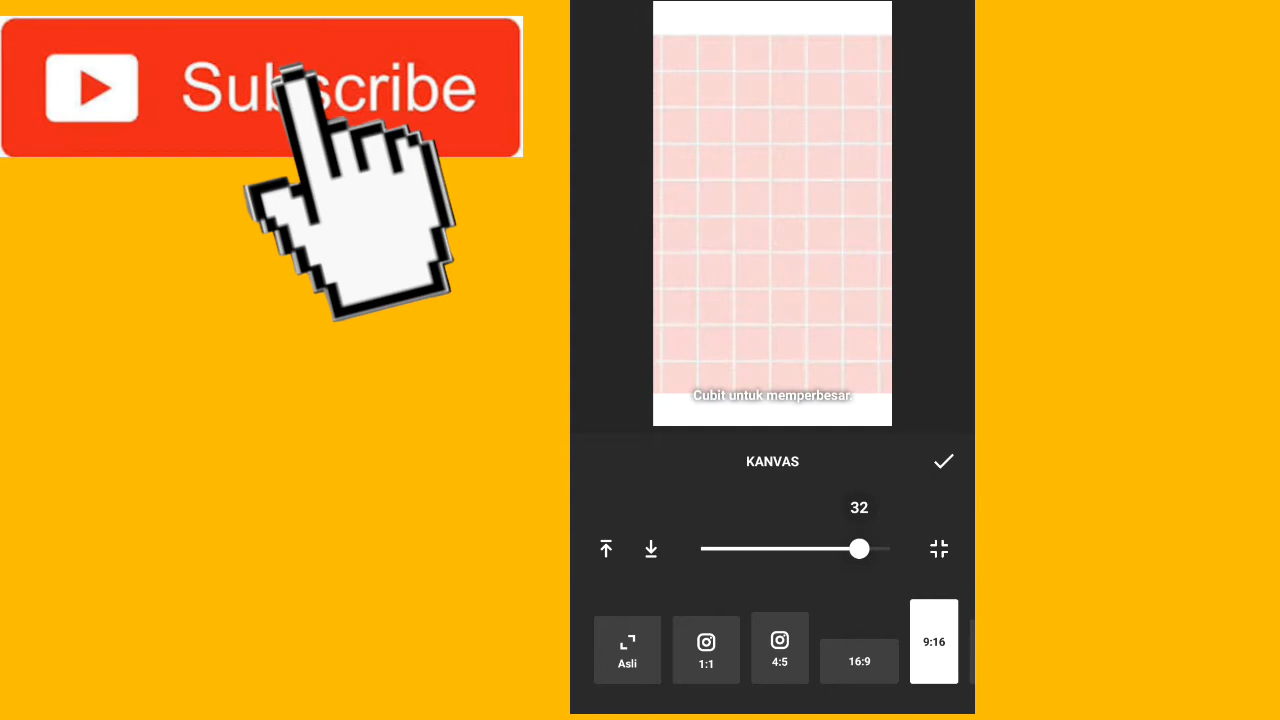 Subscribe
Cubit untuk memperbesar.
KANVAS
32
Asli
1:1
4:5
16:9
9:16